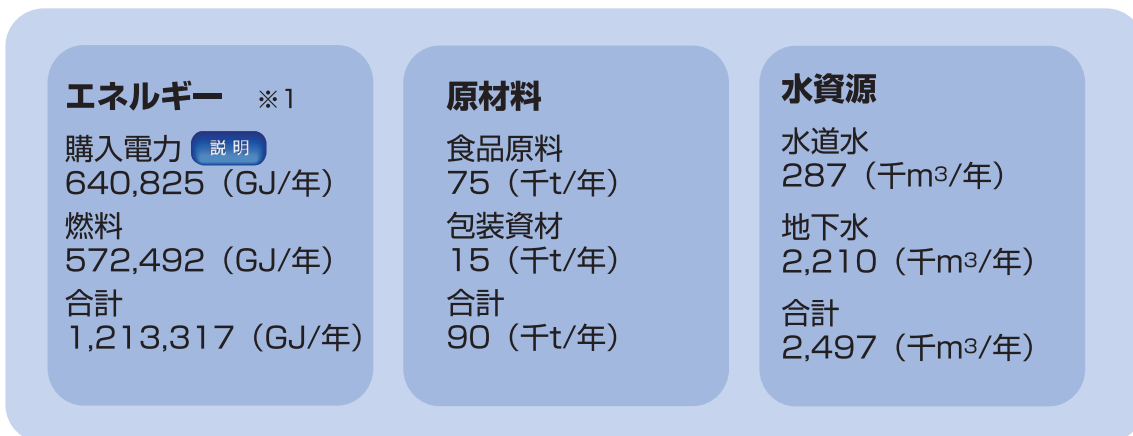 エネルギー ※1
購入電力 説明
640,825（GJ/年）
燃料
572,492（GJ/年）
合計
1,213,317（GJ/年）
原材料
食品原料
75（千t/年）
包装資材
15（千t/年）
合計
90（千t/年）
水資源
水道水
287（千m3/年）
地下水
2,210（千m3/年）
合計
2,497（千m3/年）